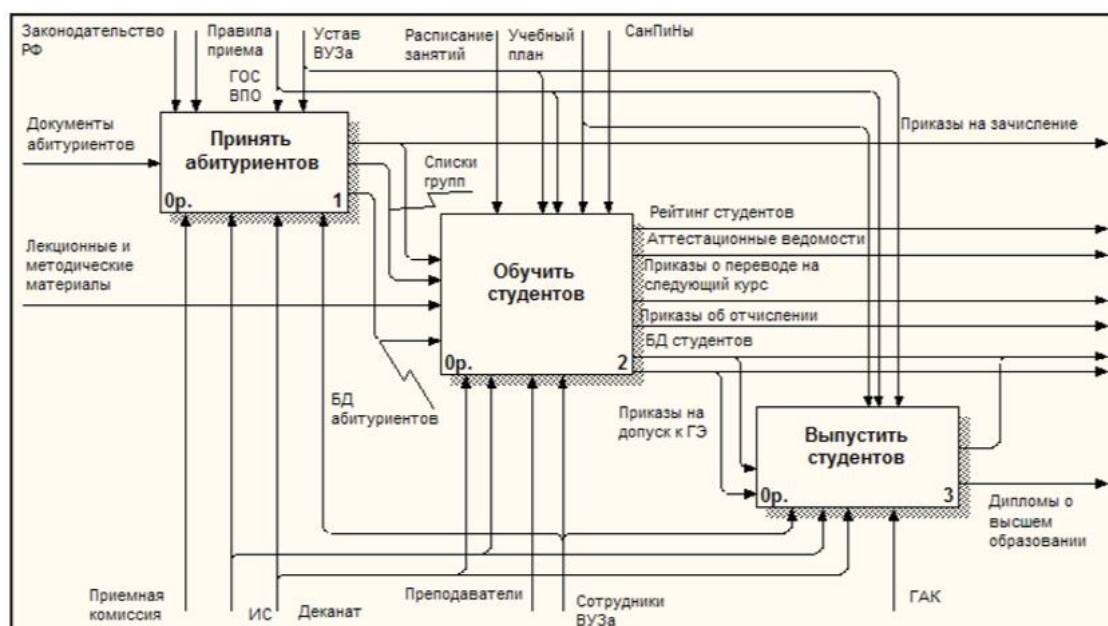 Законодательство
РФ
Правила
приема
Устав
ВУЗа
Расписание
занятий
Учебный
план
СанПиНы
ГОС
ВПО
Документы
абитуриентов
Принять
абитуриентов
0р.
1
Приказы на зачисление
Списки
групп
Лекционные и
методические
материалы
Обучить
студентов
0р.
2
Рейтинг студентов
Аттестационные ведомости
Приказы о переводе на
следующий курс
Приказы об отчислении
БД студентов
БД
абитуриентов
Приказы на
допуск к ГЭ
Выпустить
студентов
0р.
3
Дипломы о
высшем
образовании
Приемная
комиссия
ИС
Деканат
Преподаватели
Сотрудники
ВУЗа
ГАК